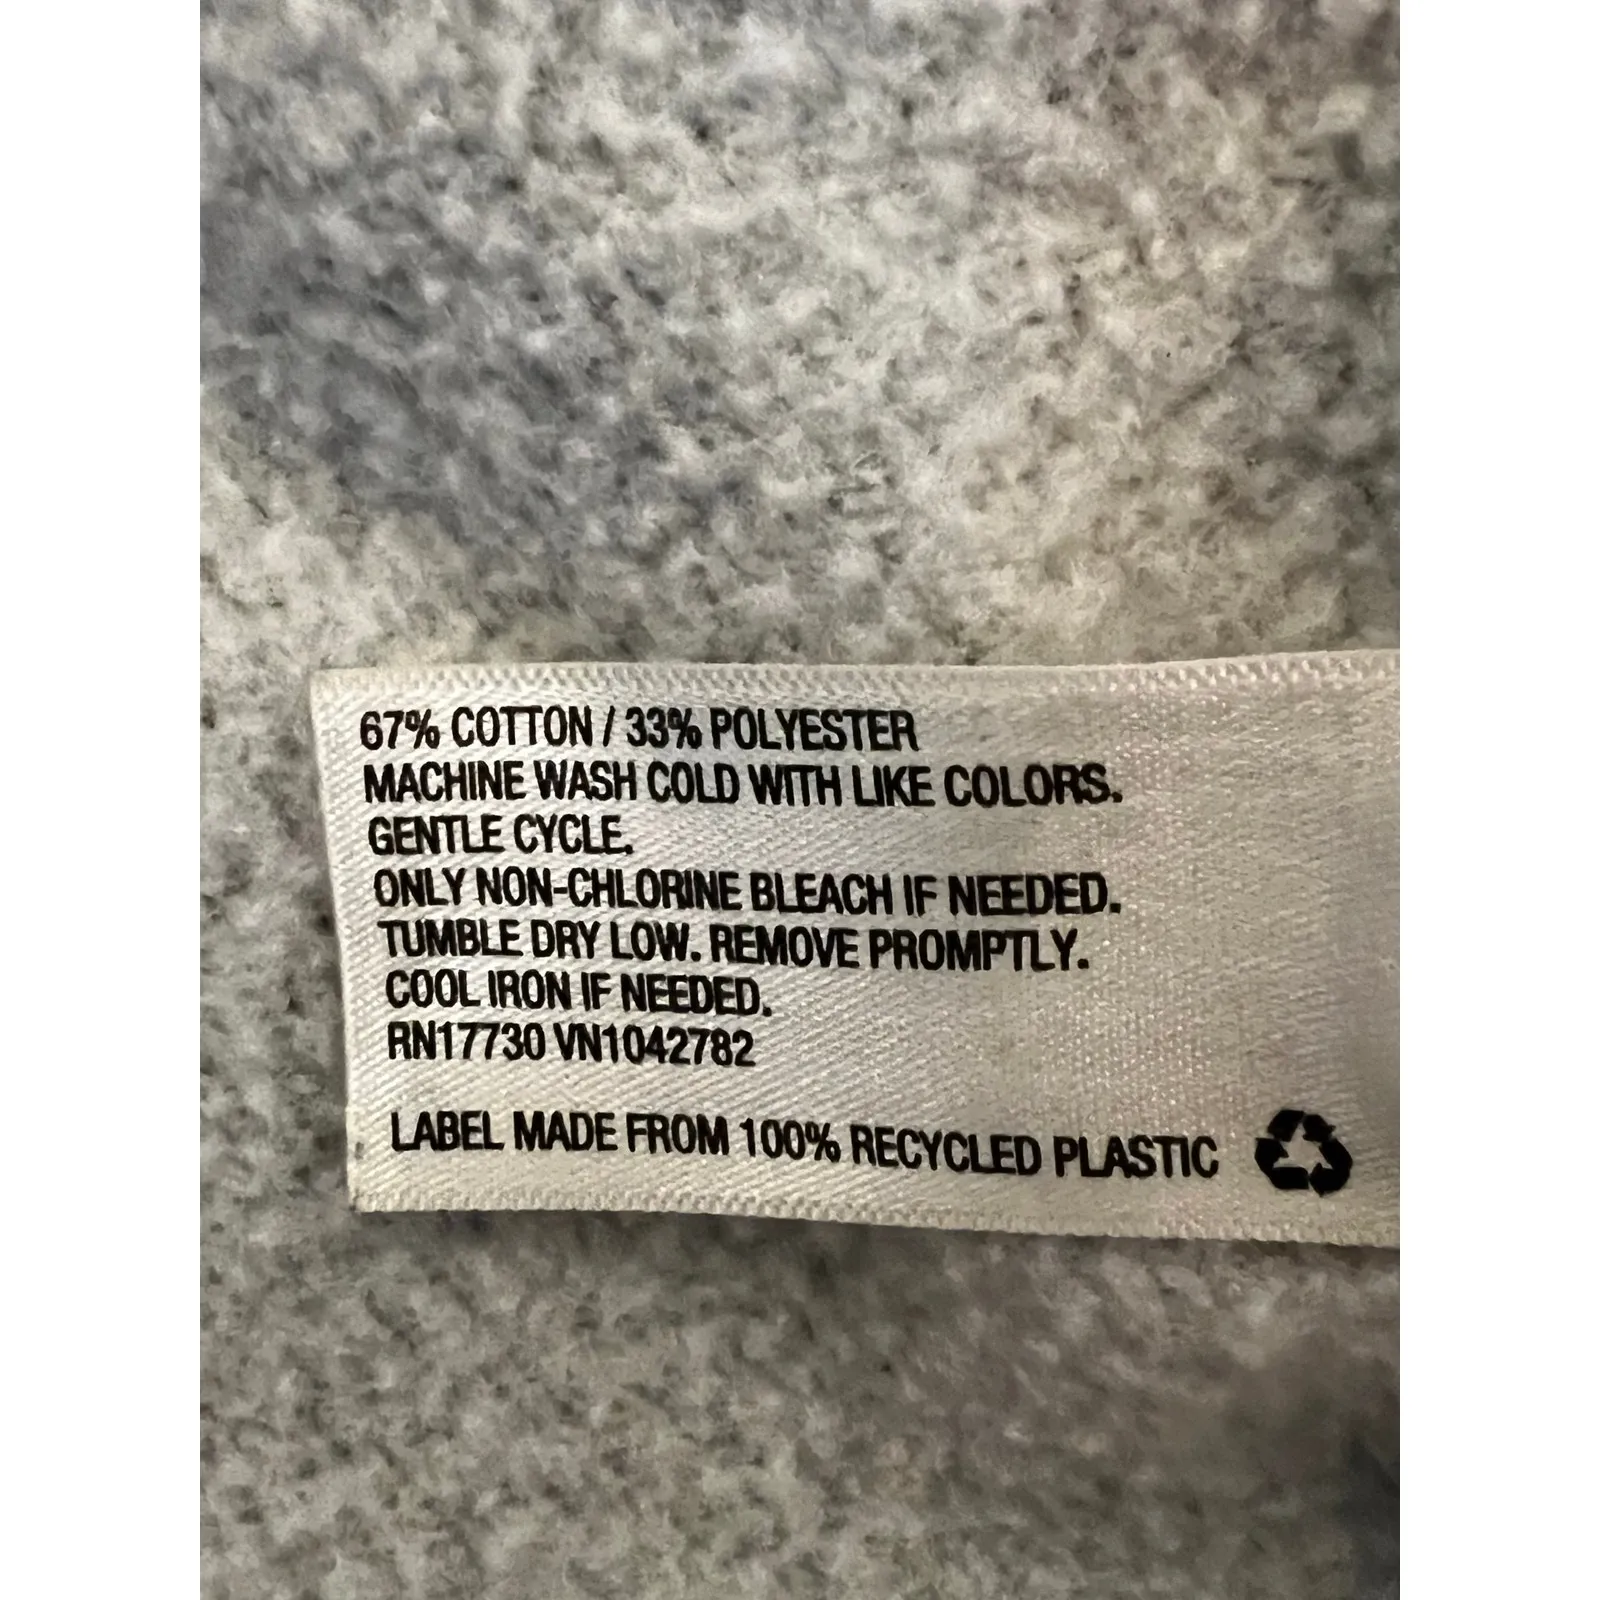 67% COTTON / 33% POLYESTER
MACHINE WASH COLD WITH LIKE COLORS.
GENTLE CYCLE.
ONLY NON-CHLORINE BLEACH IF NEEDED.
TUMBLE DRY LOW. REMOVE PROMPTLY.
COOL IRON IF NEEDED.
RN17730 VN1042782
LABEL MADE FROM 100% RECYCLED PLASTIC